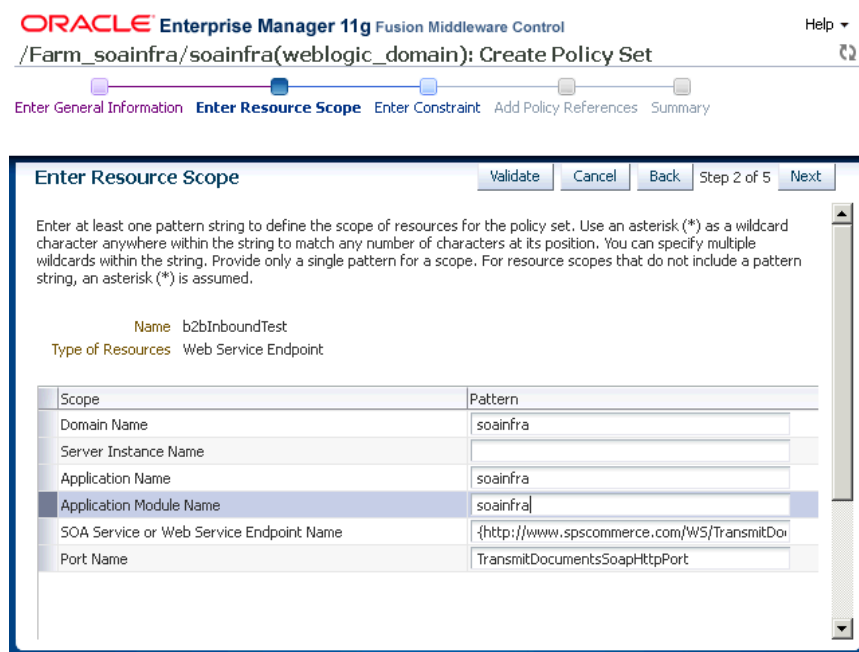 ORACLE Enterprise Manager 11g Fusion Middleware Control
Help
/Farm_soainfra/soainfra(weblogic_domain): Create Policy Set
Enter General Information Enter Resource Scope Enter Constraint Add Policy References Summary
Enter Resource Scope
Validate Cancel Back Step 2 of 5 Next
Enter at least one pattern string to define the scope of resources for the policy set. Use an asterisk (*) as a wildcard
character anywhere within the string to match any number of characters at its position. You can specify multiple
wildcards within the string. Provide only a single pattern for a scope. For resource scopes that do not include a pattern
string, an asterisk (*) is assumed.
Name b2bInboundTest
Type of Resources Web Service Endpoint
Scope Pattern
Domain Name soainfra
Server Instance Name
Application Name soainfra
Application Module Name soainfra
SOA Service or Web Service Endpoint Name {http://www.spscommerce.com/WS/TransmitDo
Port Name TransmitDocumentsSoapHttpPort